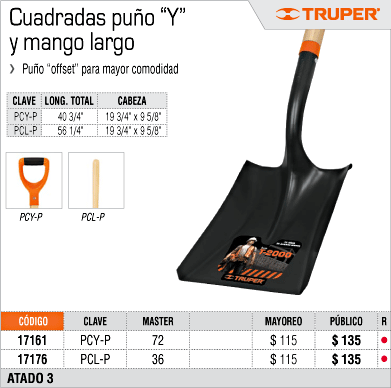 Cuadradas puño “Y”
y mango largo
TRUPER®
❯ Puño “offset” para mayor comodidad
CLAVE LONG. TOTAL CABEZA
PCY-P 40 3/4" 19 3/4" x 9 5/8"
PCL-P 56 1/4" 19 3/4" x 9 5/8"
PCY-P PCL-P
T-2000
TRUPER
CÓDIGO CLAVE MASTER MAYOREO PÚBLICO R
17161 PCY-P 72 $ 115 $ 135 ●
17176 PCL-P 36 $ 115 $ 135 ●
ATADO 3